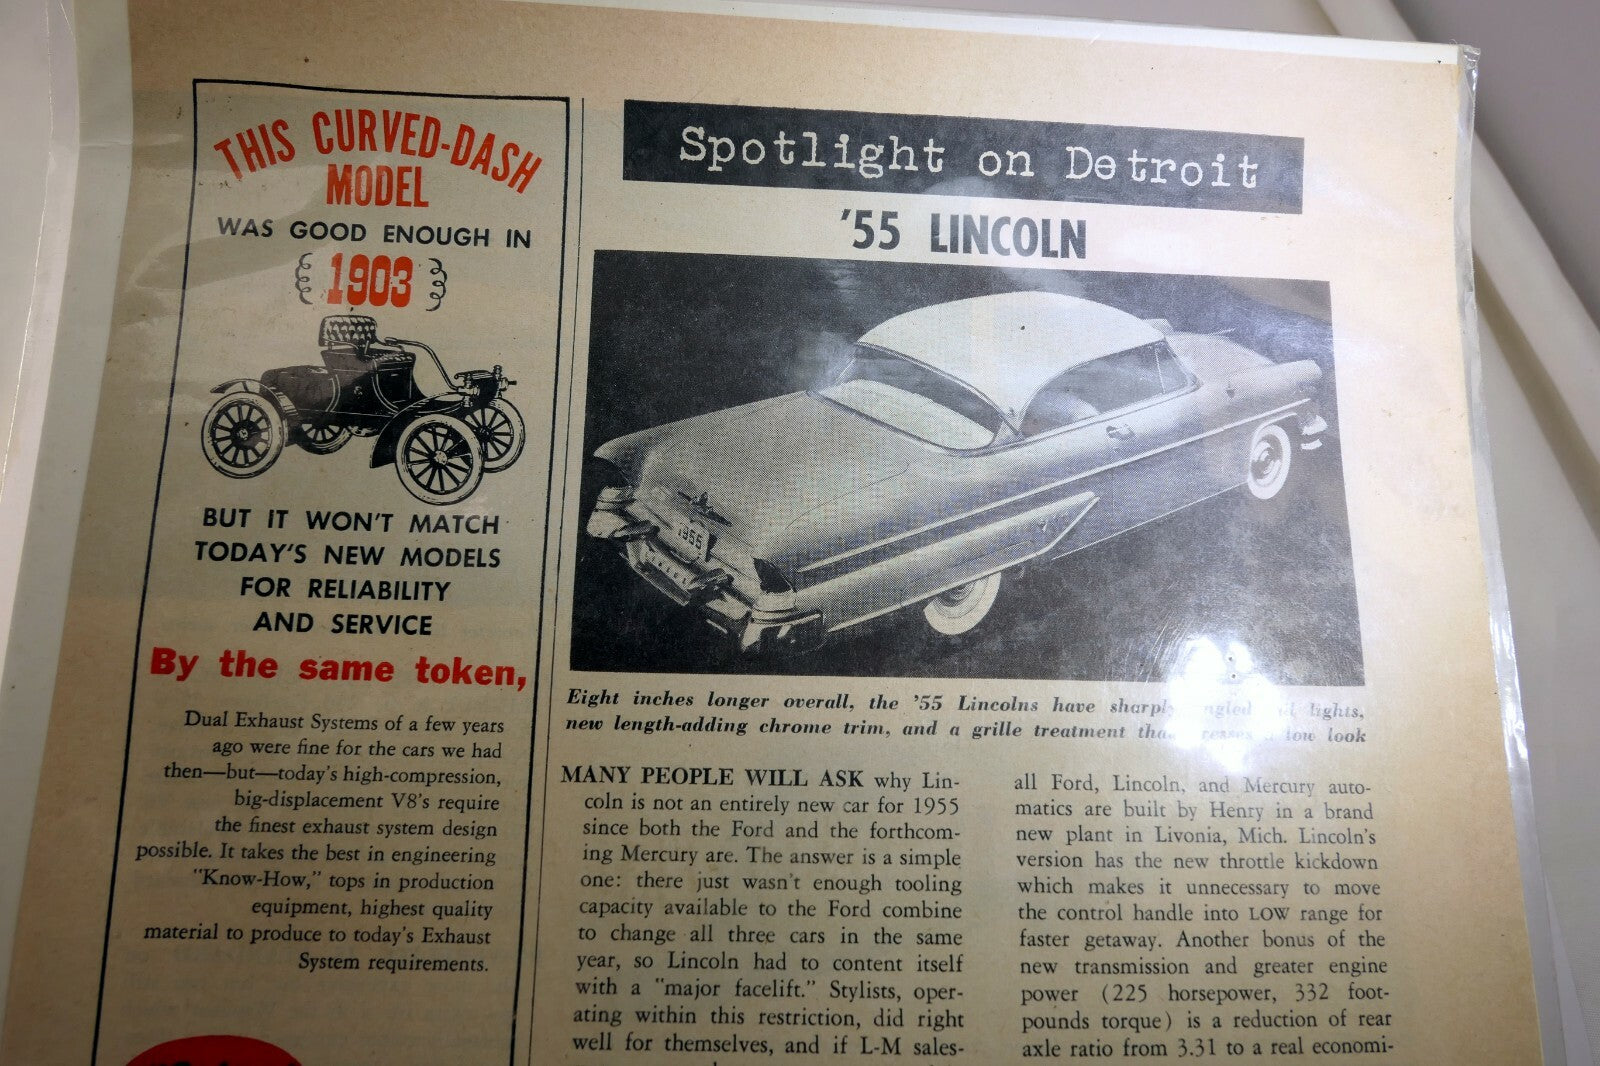 THIS CURVED-DASH
MODEL
WAS GOOD ENOUGH IN
1903
BUT IT WON'T MATCH
TODAY'S NEW MODELS
FOR RELIABILITY
AND SERVICE
By the same token,
Dual Exhaust Systems of a few years
ago were fine for the cars we had
then—but—today's high-compression,
big-displacement V8's require
the finest exhaust system design
possible. It takes the best in engineering
"Know-How," tops in production
equipment, highest quality
material to produce to today's Exhaust
System requirements.
Spotlight on Detroit
'55 LINCOLN
1955
Eight inches longer overall, the '55 Lincolns have lights,
new length-adding chrome trim, and a grille treatment low look
MANY PEOPLE WILL ASK why Lin-
coln is not an entirely new car for 1955
since both the Ford and the forthcom-
ing Mercury are. The answer is a simple
one: there just wasn't enough tooling
capacity available to the Ford combine
to change all three cars in the same
year, so Lincoln had to content itself
with a "major facelift." Stylists, oper-
ating within this restriction, did right
well for themselves, and if L-M sales-
all Ford, Lincoln, and Mercury auto-
matics are built by Henry in a brand
new plant in Livonia, Mich. Lincoln's
version has the new throttle kickdown
which makes it unnecessary to move
the control handle into LOW range for
faster getaway. Another bonus of the
new transmission and greater engine
power (225 horsepower, 332 foot-
pounds torque) is a reduction of rear
axle ratio from 3.31 to a real economi-